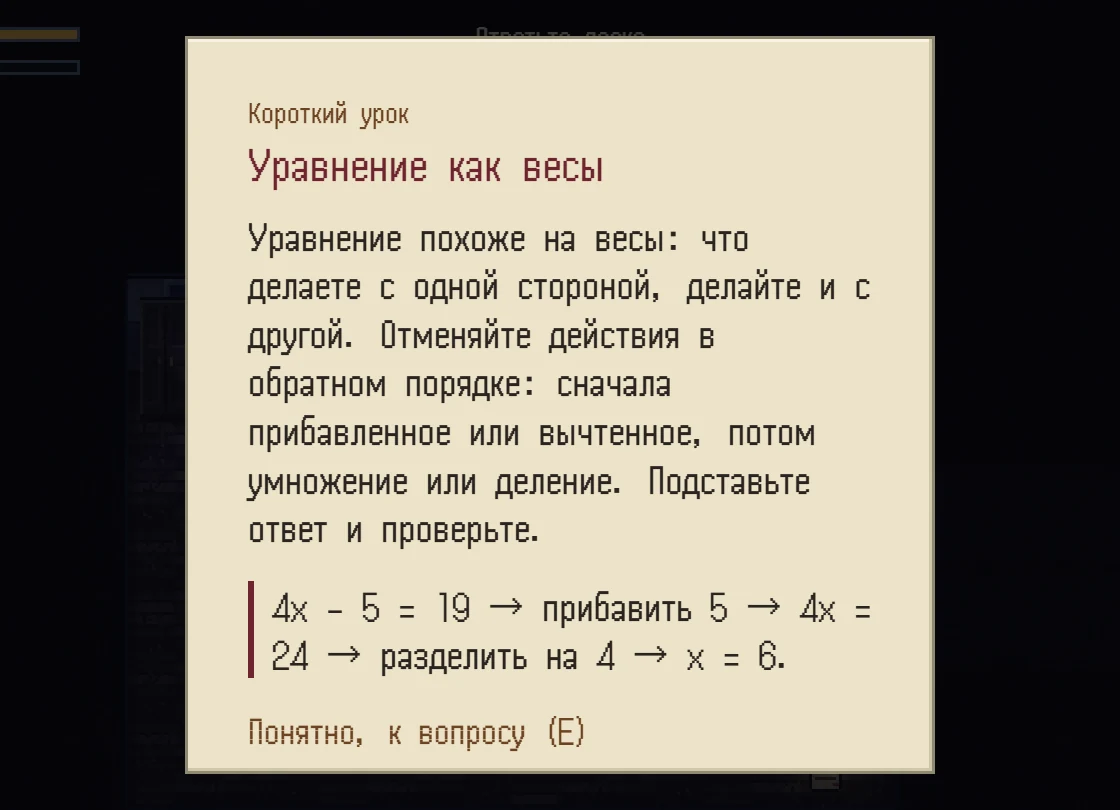 Короткий урок
Уравнение как весы
Уравнение похоже на весы: что
делаете с одной стороной, делайте и с
другой. Отменяйте действия в
обратном порядке: сначала
прибавленное или вычтенное, потом
умножение или деление. Подставьте
ответ и проверьте.
4x – 5 = 19 → прибавить 5 → 4x =
24 → разделить на 4 → x = 6.
Понятно, к вопросу (E)